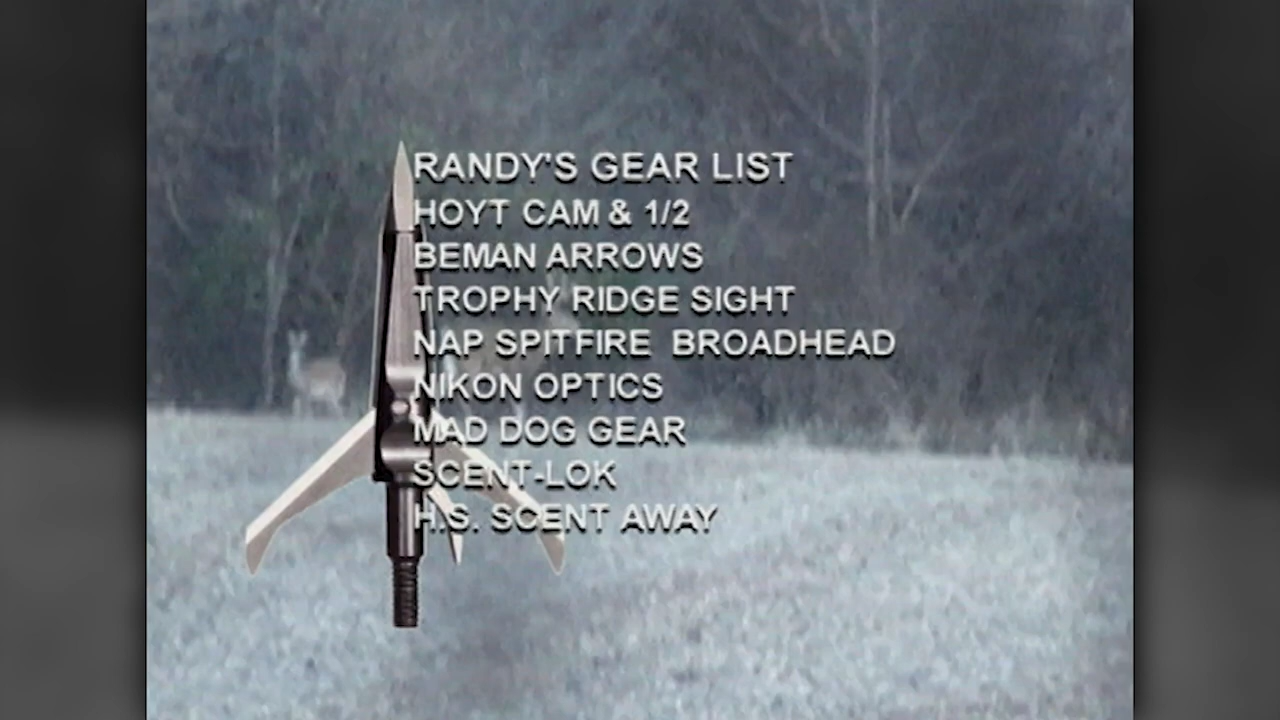 RANDY'S GEAR LIST
HOYT CAM & 1/2
BEMAN ARROWS
TROPHY RIDGE SIGHT
NAP SPITFIRE BROADHEAD
NIKON OPTICS
MAD DOG GEAR
SCENT-LOK
H.S. SCENT AWAY